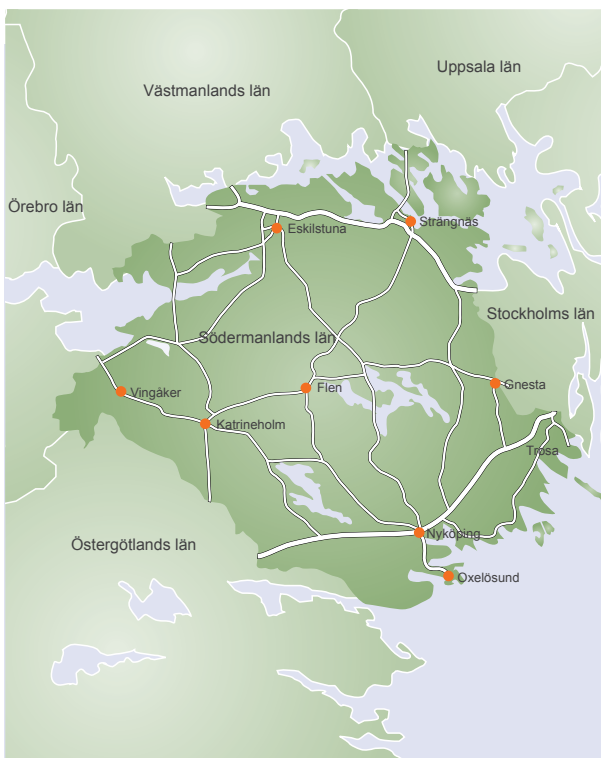 Uppsala län
Västmanlands län
Örebro län
Strängnäs
Eskilstuna
Stockholms län
Södermanlands län
Gnesta
Flen
Vingåker
Katrineholm
Trosa
Nyköping
Östergötlands län
Oxelösund